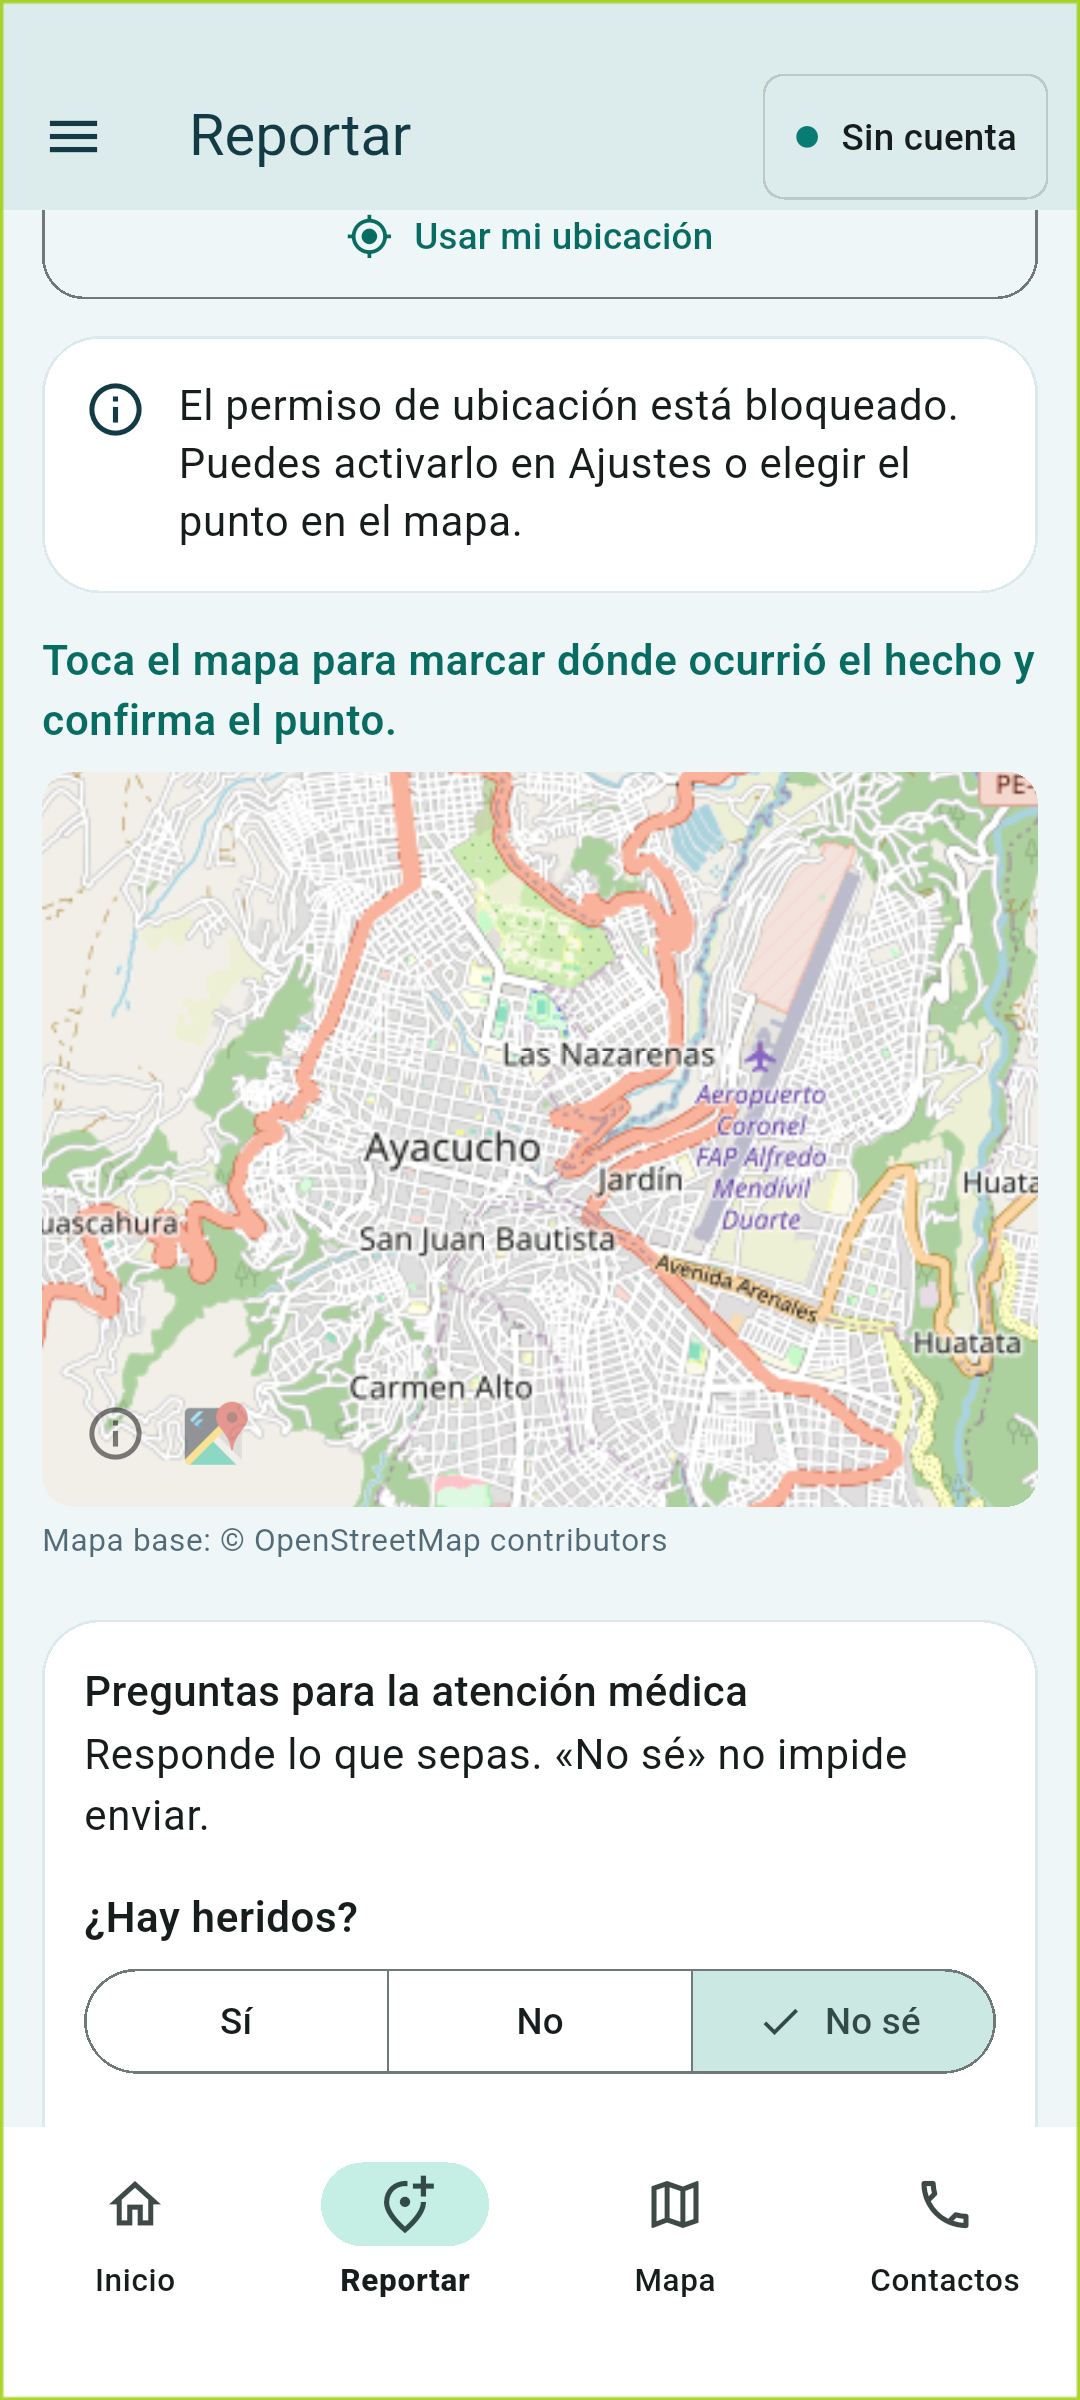 Reportar
Sin cuenta
Usar mi ubicación
El permiso de ubicación está bloqueado.
Puedes activarlo en Ajustes o elegir el
punto en el mapa.
Toca el mapa para marcar dónde ocurrió el hecho y
confirma el punto.
PE-
Las Nazarenas
Aeropuerto
Coronel
FAP Alfredo
Mendívil
Duarte
Ayacucho
Jardín
Huata
uascahura
San Juan Bautista
Avenida Arenales
Huatata
Carmen Alto
Mapa base: © OpenStreetMap contributors
Preguntas para la atención médica
Responde lo que sepas. «No sé» no impide
enviar.
¿Hay heridos?
Sí
No
No sé
Inicio
Reportar
Mapa
Contactos